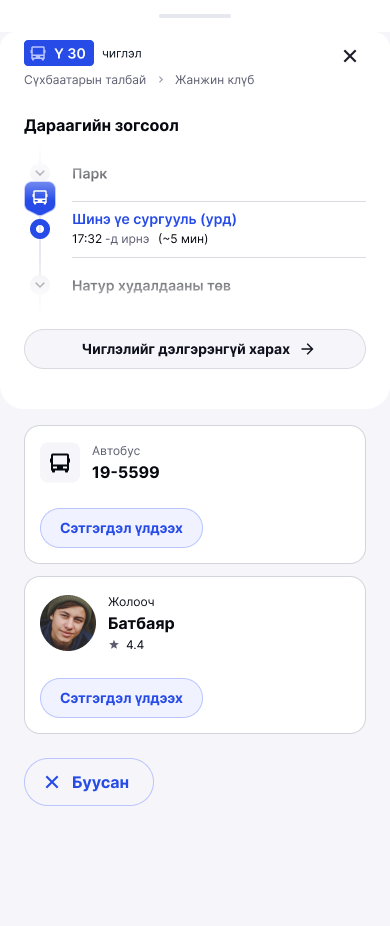 Ү 30 чиглэл
Сүхбаатарын талбай > Жанжин клуб
Дараагийн зогсоол
Парк
Шинэ үе сургууль (урд)
17:32 -д ирнэ (~5 мин)
Натур худалдааны төв
Чиглэлийг дэлгэрэнгүй харах →
Автобус
19-5599
Сэтгэгдэл үлдээх
Жолооч
Батбаяр
★ 4.4
Сэтгэгдэл үлдээх
Буусан